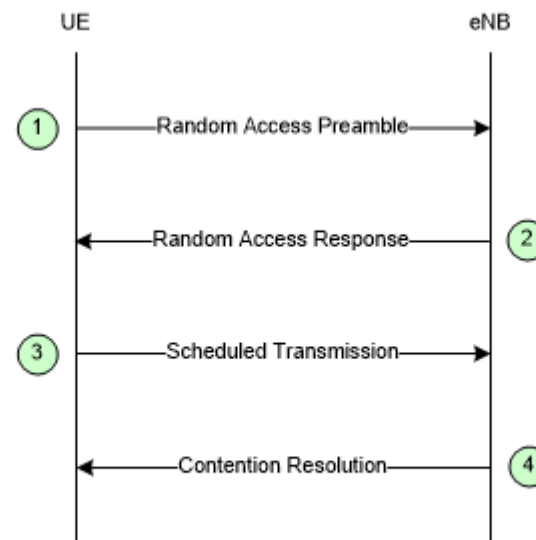 UE
eNB
1
Random Access Preamble
Random Access Response
2
3
Scheduled Transmission
Contention Resolution
4